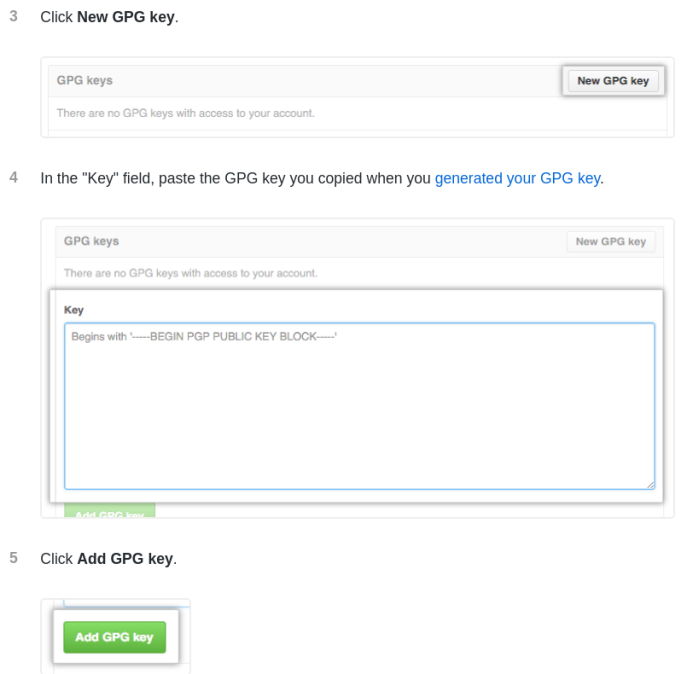 3 Click New GPG key.
GPG keys New GPG key
There are no GPG keys with access to your account.
4 In the "Key" field, paste the GPG key you copied when you generated your GPG key.
GPG keys New GPG key
There are no GPG keys with access to your account.
Key
Begins with '-----BEGIN PGP PUBLIC KEY BLOCK-----'
Add GPG key
5 Click Add GPG key.
Add GPG key